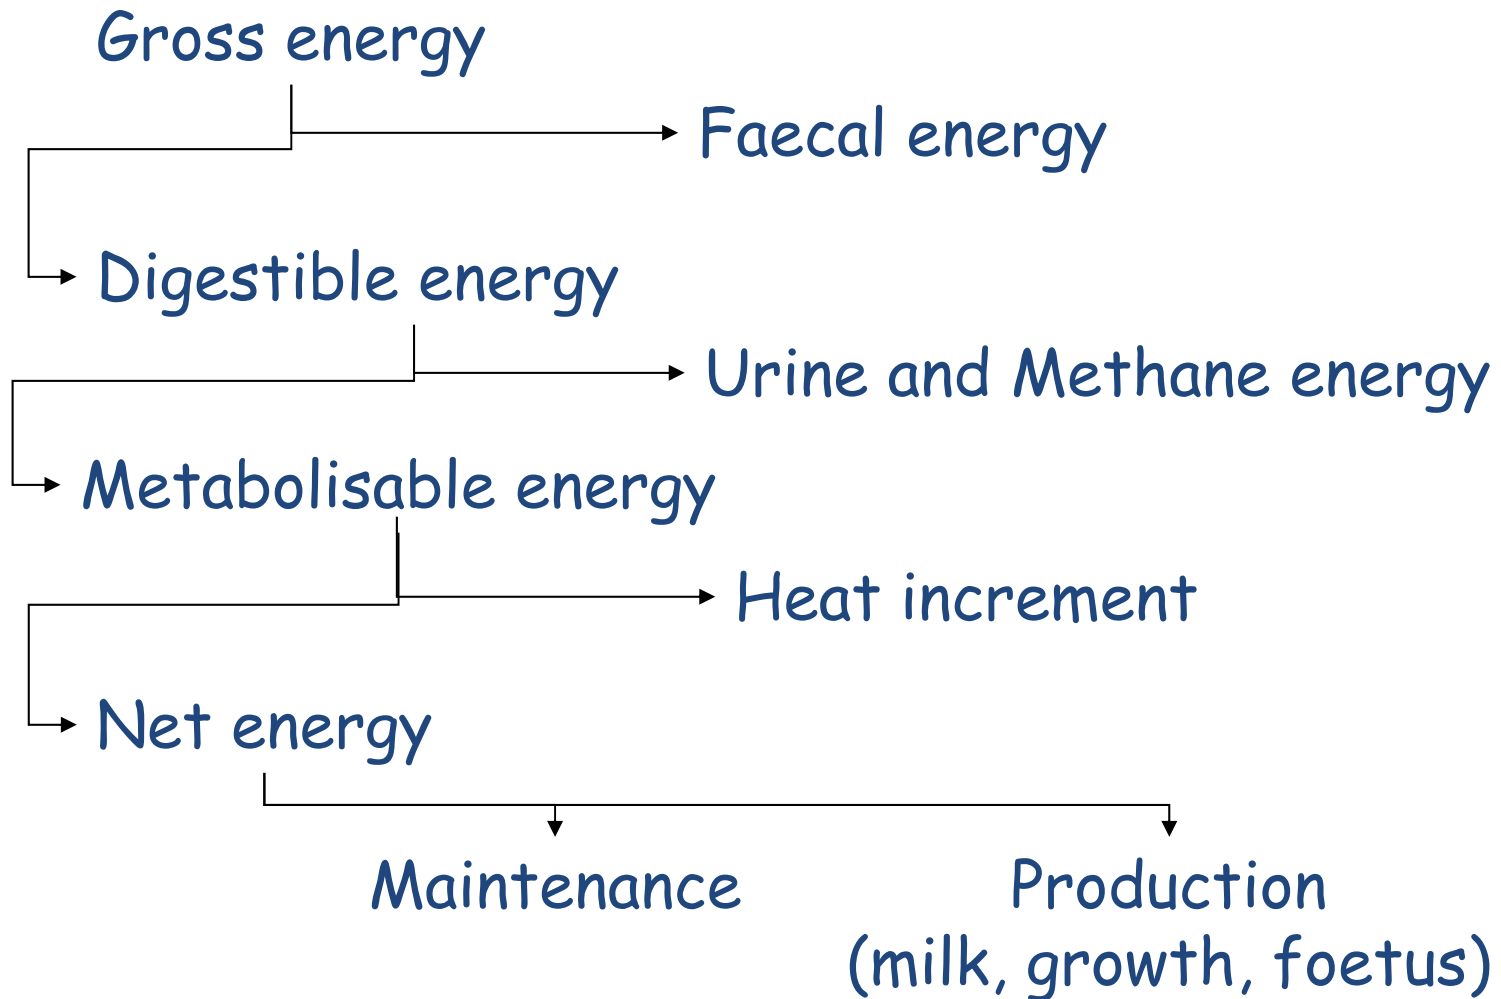 Gross energy
Faecal energy
Digestible energy
Urine and Methane energy
Metabolisable energy
Heat increment
Net energy
Maintenance
Production
(milk, growth, foetus)